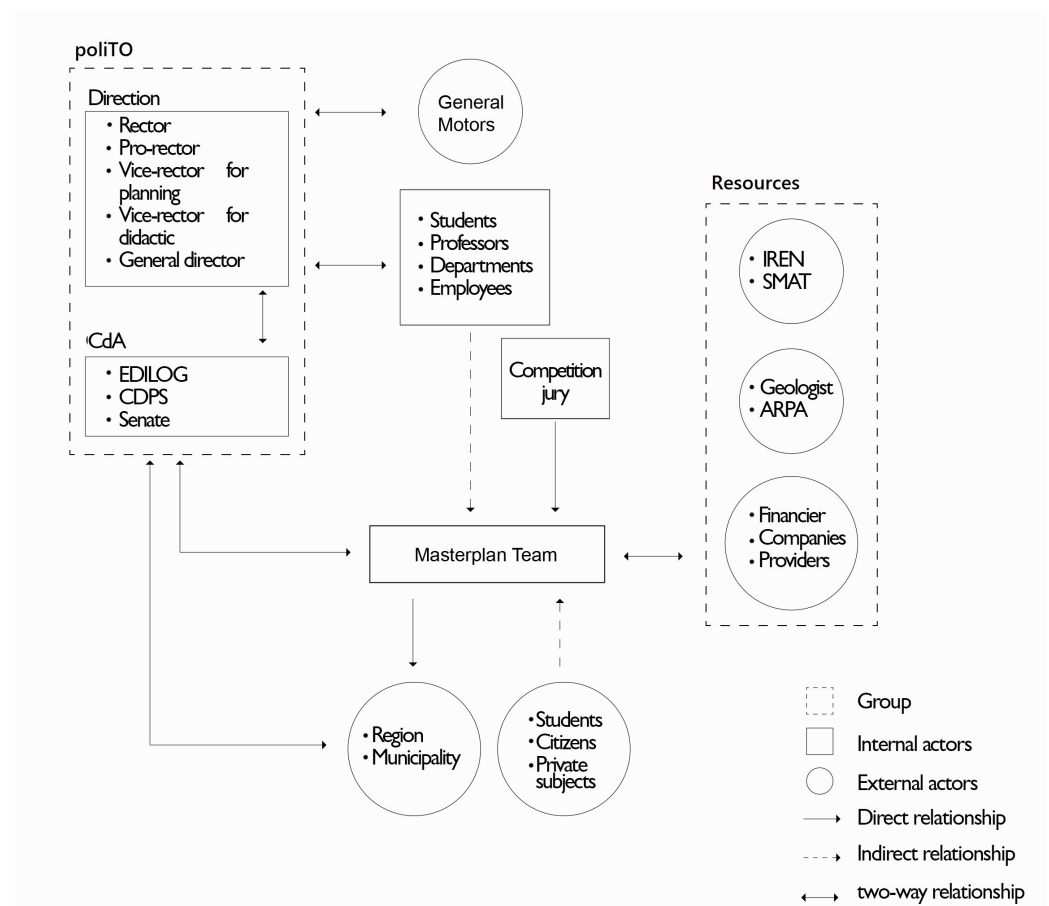 poliTO
Direction
• Rector
• Pro-rector
• Vice-rector for
planning
• Vice-rector for
didactic
• General director
CdA
• EDILOG
• CDPS
• Senate
General
Motors
• Students
• Professors
• Departments
• Employees
Competition
jury
Resources
• IREN
• SMAT
• Geologist
• ARPA
• Financier
• Companies
• Providers
Masterplan Team
• Region
• Municipality
• Students
• Citizens
• Private
subjects
Group
Internal actors
External actors
Direct relationship
Indirect relationship
two-way relationship